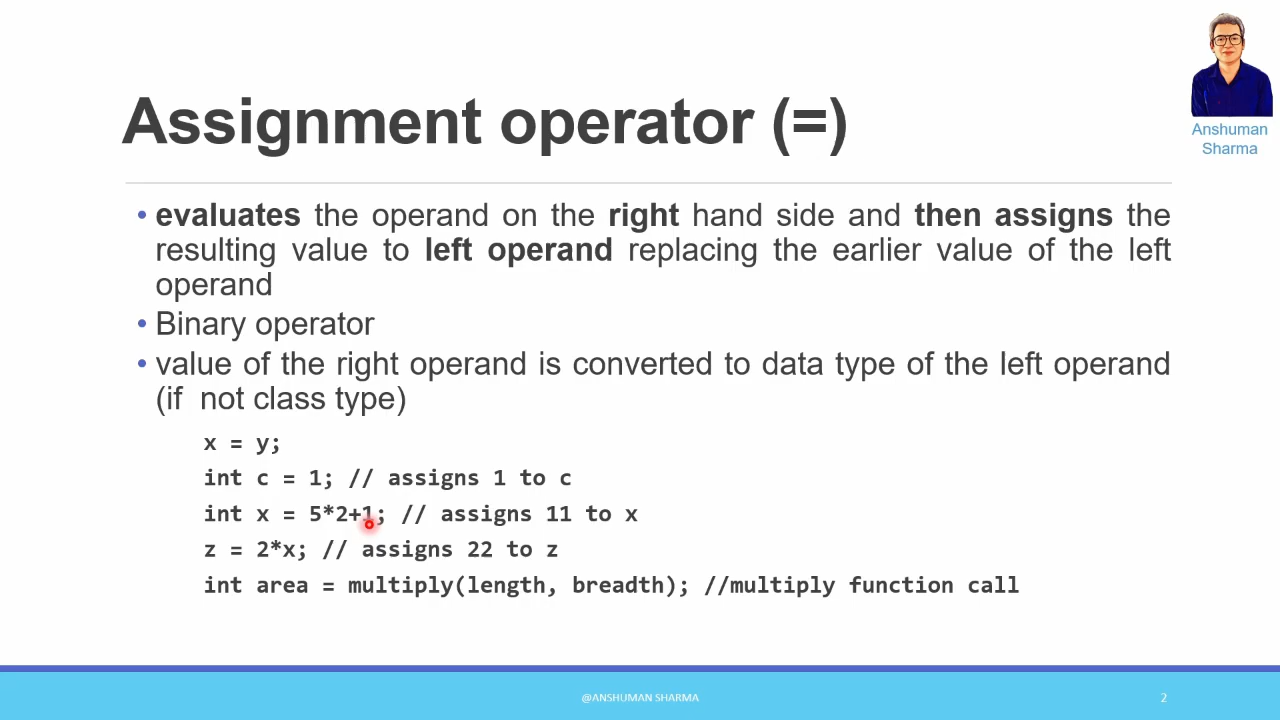 Assignment operator (=)
Anshuman
Sharma
• evaluates the operand on the right hand side and then assigns the
resulting value to left operand replacing the earlier value of the left
operand
• Binary operator
• value of the right operand is converted to data type of the left operand
(if not class type)
x = y;
int c = 1; // assigns 1 to c
int x = 5*2+1; // assigns 11 to x
z = 2*x; // assigns 22 to z
int area = multiply(length, breadth); //multiply function call
@ANSHUMAN SHARMA
2